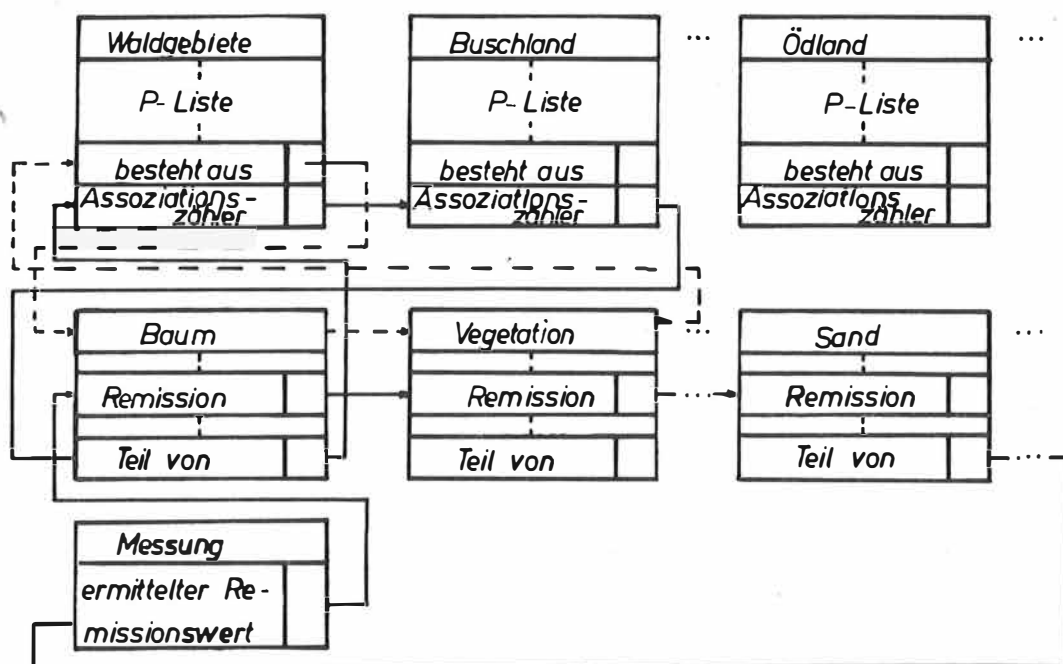 Waldgebiete
P-Liste
besteht aus
Assoziations-
zähler
Buschland
P-Liste
besteht aus
Assoziations-
zähler
...
Ödland
P-Liste
besteht aus
Assoziations
zähler
...
Baum
Remission
Teil von
Vegetation
Remission
Teil von
...
...
Sand
Remission
Teil von
...
...
Messung
ermittelter Re-
missionswert